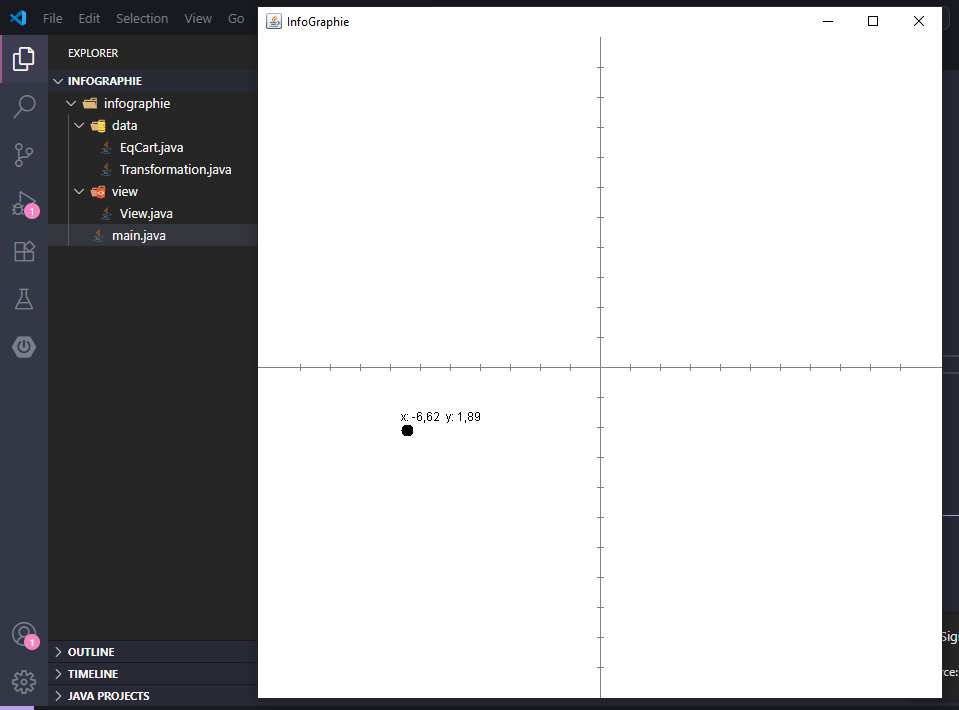 File Edit Selection View Go
InfoGraphie
EXPLORER
INFOGRAPHIE
infographie
data
EqCart.java
Transformation.java
view
View.java
1
main.java
x: -6,62 y: 1,89
1
OUTLINE
TIMELINE
JAVA PROJECTS
Sig
rce: